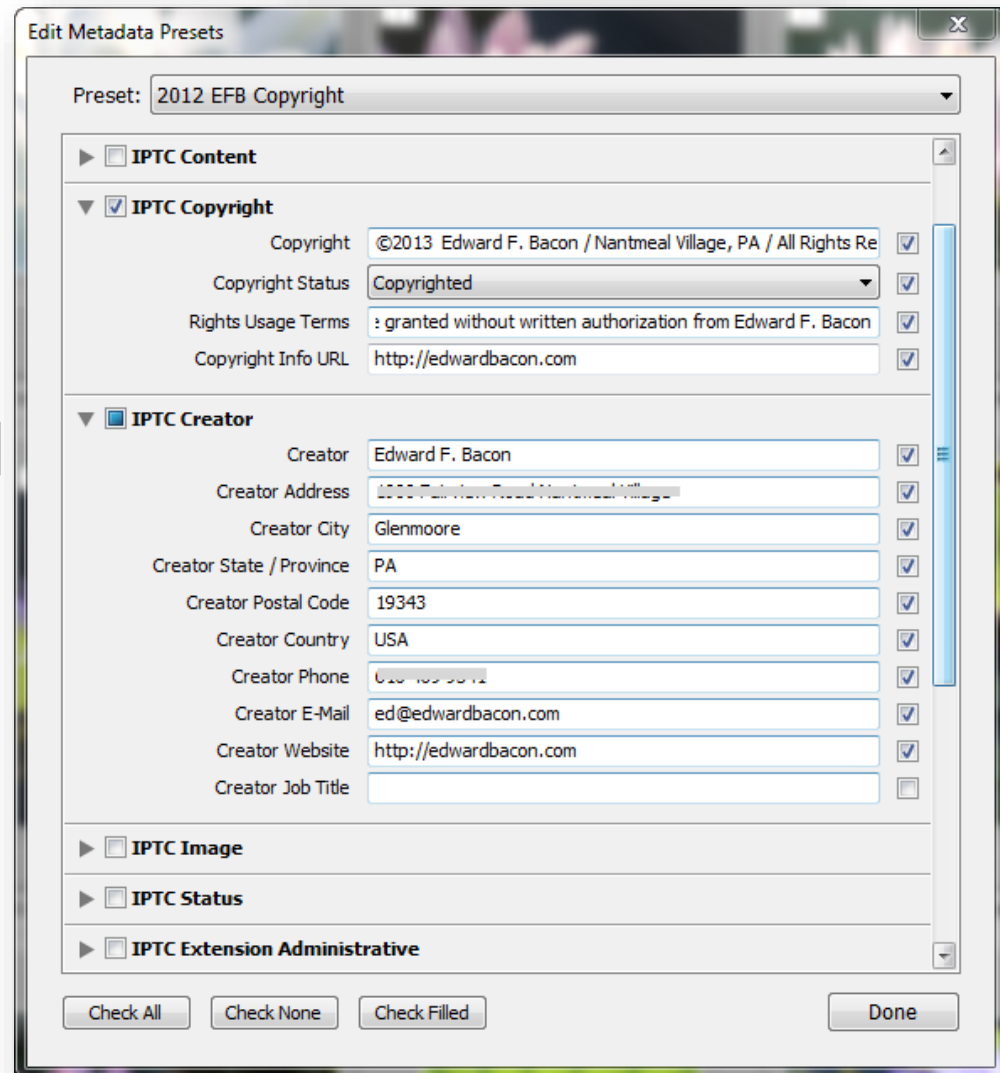 Edit Metadata Presets
Preset: 2012 EFB Copyright
IPTC Content
IPTC Copyright
Copyright ©2013 Edward F. Bacon / Nantmeal Village, PA / All Rights Re
Copyright Status Copyrighted
Rights Usage Terms granted without written authorization from Edward F. Bacon
Copyright Info URL http://edwardbacon.com
IPTC Creator
Creator Edward F. Bacon
Creator Address
Creator City Glenmoore
Creator State / Province PA
Creator Postal Code 19343
Creator Country USA
Creator Phone
Creator E-Mail ed@edwardbacon.com
Creator Website http://edwardbacon.com
Creator Job Title
IPTC Image
IPTC Status
IPTC Extension Administrative
Check All Check None Check Filled Done